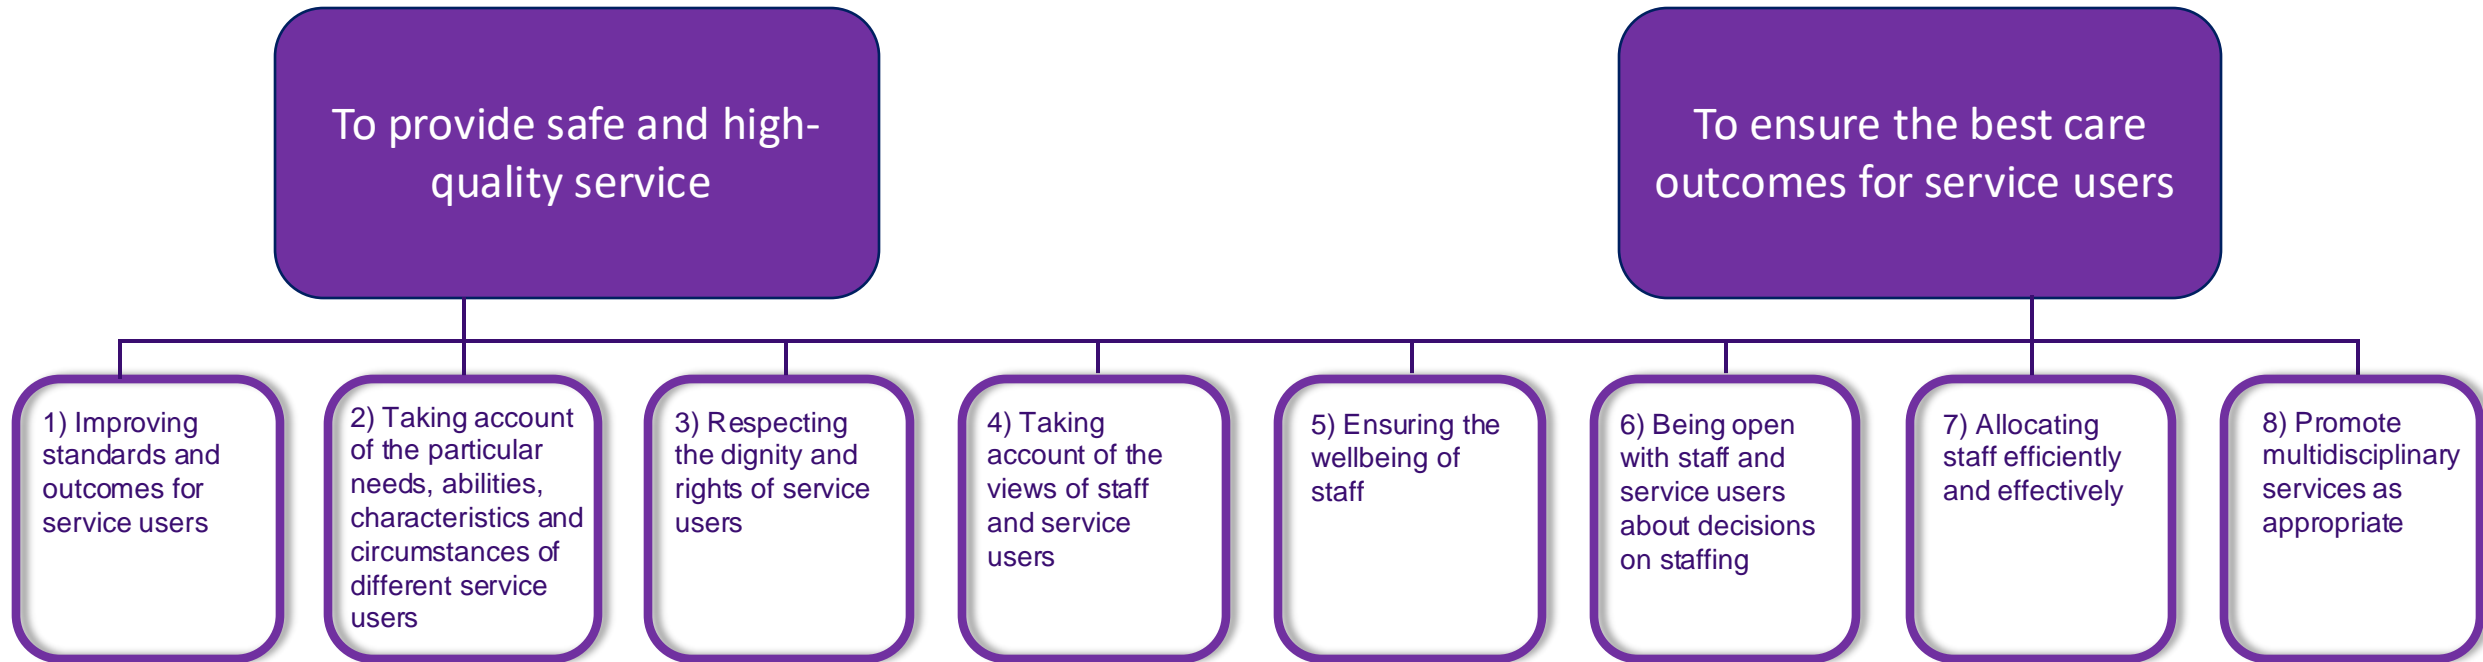 To provide safe and high-
quality service
To ensure the best care
outcomes for service users
1) Improving
standards and
outcomes for
service users
2) Taking account
of the particular
needs, abilities,
characteristics and
circumstances of
different service
users
3) Respecting
the dignity and
rights of service
users
4) Taking
account of the
views of staff
and service
users
5) Ensuring the
wellbeing of
staff
6) Being open
with staff and
service users
about decisions
on staffing
7) Allocating
staff efficiently
and effectively
8) Promote
multidisciplinary
services as
appropriate